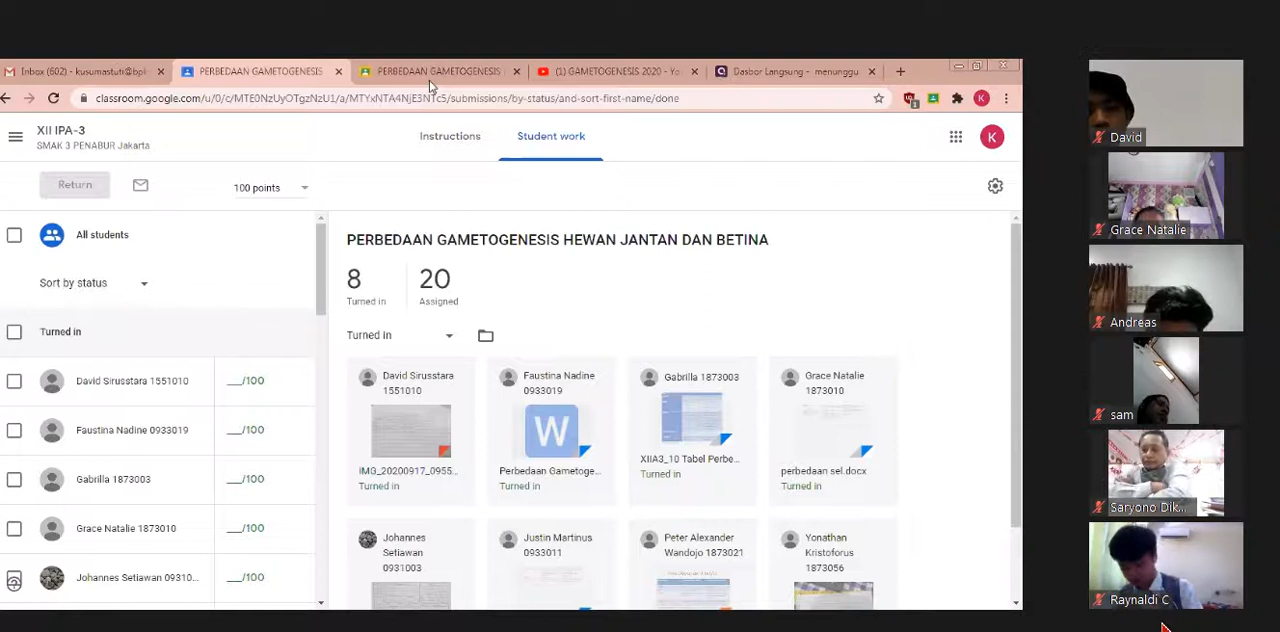 Inbox (602) - kusumastuti@bpk
PERBEDAAN GAMETOGENESIS
PERBEDAAN GAMETOGENESIS
(1) GAMETOGENESIS 2020 - Yo
Dasbor Langsung - menunggu
classroom.google.com/u/0/c/MTE0NzUyOTgzNzU1/a/MTYxNTA4NjE3NTc5/submissions/by-status/and-sort-first-name/done
XII IPA-3
SMAK 3 PENABUR Jakarta
Instructions
Student work
K
Return
100 points
All students
Sort by status
Turned in
David Sirusstara 1551010
__/100
Faustina Nadine 0933019
__/100
Gabrilla 1873003
__/100
Grace Natalie 1873010
__/100
Johannes Setiawan 09310...
__/100
PERBEDAAN GAMETOGENESIS HEWAN JANTAN DAN BETINA
8
Turned in
20
Assigned
Turned in
David Sirusstara
1551010
IMG_20200917_0955...
Turned in
Faustina Nadine
0933019
W
Perbedaan Gametoge...
Turned in
Gabrilla 1873003
XIIA3_10 Tabel Perbe...
Turned in
Grace Natalie
1873010
perbedaan sel.docx
Turned in
Johannes
Setiawan
0931003
Justin Martinus
0933011
Peter Alexander
Wandojo 1873021
Yonathan
Kristoforus
1873056
David
Grace Natalie
Andreas
sam
Saryono Dik...
Raynaldi C